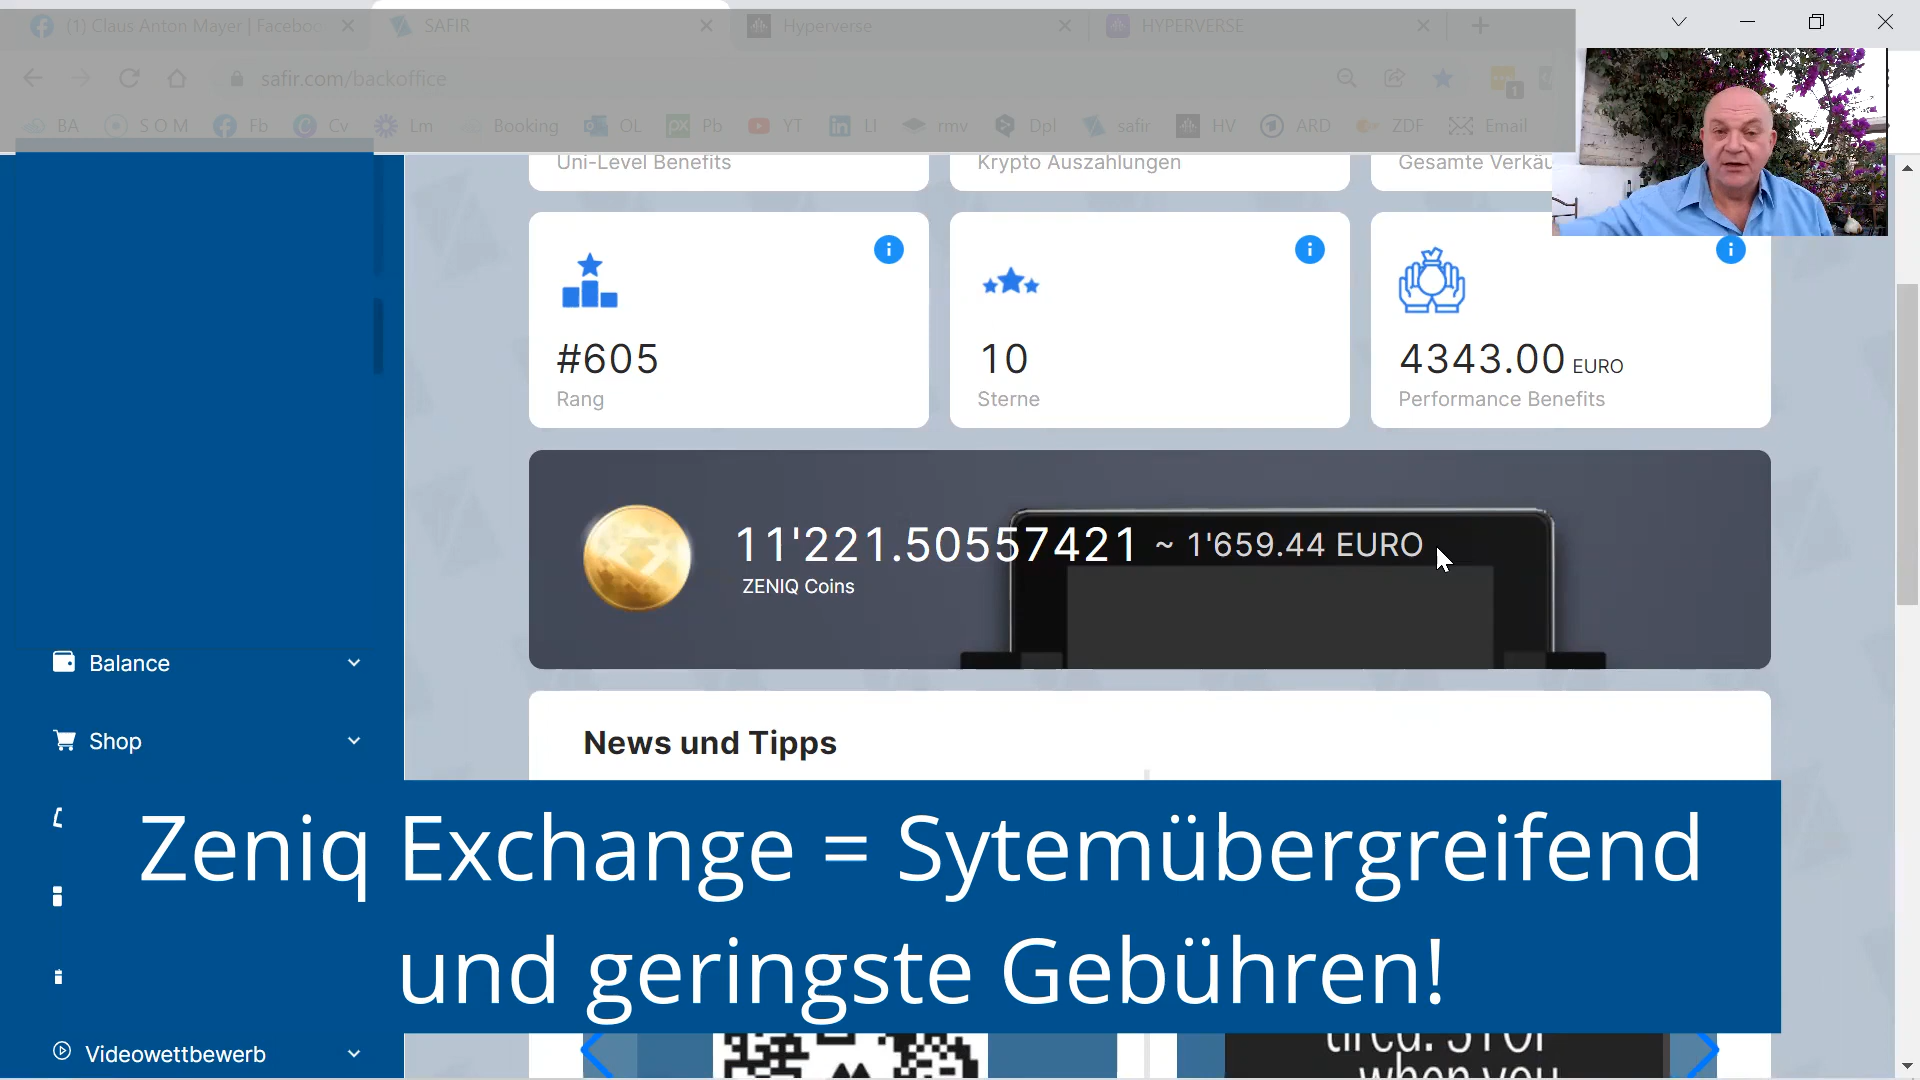 (1) Claus Anton Mayer | Faceboo
SAFIR
Hyperverse
HYPERVERSE
safir.com/backoffice
1
BA
S O M
Fb
Cv
Lm
Booking
OL
Pb
YT
LI
rmv
Dpl
safir
HV
ARD
ZDF
Email
Uni-Level Benefits
Krypto Auszahlungen
Gesamte Verkäu
#605
Rang
10
Sterne
4343.00 EURO
Performance Benefits
11'221.50557421 ~ 1'659.44 EURO
ZENIQ Coins
Balance
Shop
News und Tipps
Zeniq Exchange = Sytemübergreifend
und geringste Gebühren!
Videowettbewerb
when you